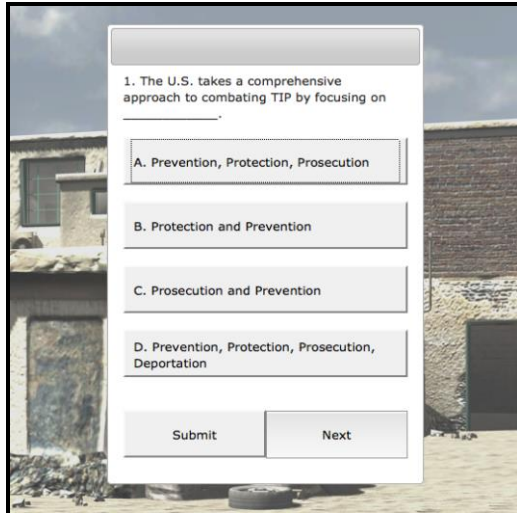 1. The U.S. takes a comprehensive
approach to combating TIP by focusing on
____________.
A. Prevention, Protection, Prosecution
B. Protection and Prevention
C. Prosecution and Prevention
D. Prevention, Protection, Prosecution,
Deportation
Submit
Next